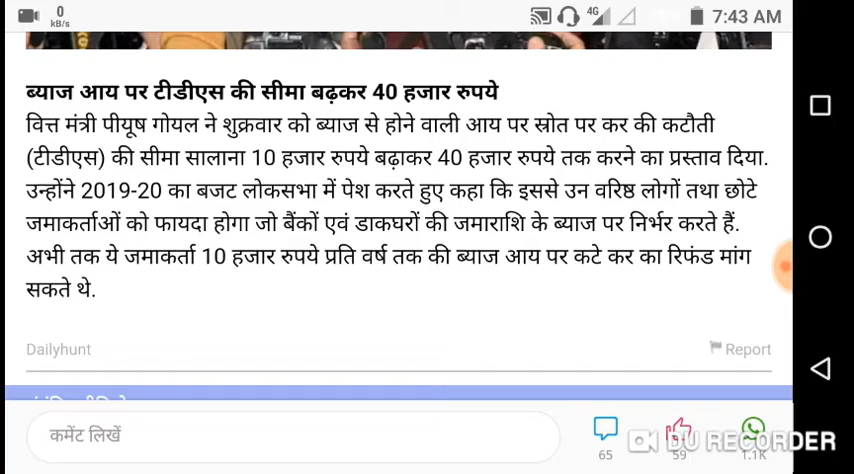 0
kB/s
4G
7:43 AM
ब्याज आय पर टीडीएस की सीमा बढ़कर 40 हजार रुपये
वित्त मंत्री पीयूष गोयल ने शुक्रवार को ब्याज से होने वाली आय पर स्रोत पर कर की कटौती
(टीडीएस) की सीमा सालाना 10 हजार रुपये बढ़ाकर 40 हजार रुपये तक करने का प्रस्ताव दिया.
उन्होंने 2019-20 का बजट लोकसभा में पेश करते हुए कहा कि इससे उन वरिष्ठ लोगों तथा छोटे
जमाकर्ताओं को फायदा होगा जो बैंकों एवं डाकघरों की जमाराशि के ब्याज पर निर्भर करते हैं.
अभी तक ये जमाकर्ता 10 हजार रुपये प्रति वर्ष तक की ब्याज आय पर कटे कर का रिफंड मांग
सकते थे.
Dailyhunt
Report
कमेंट लिखें
65
59
1.1K
DU RECORDER